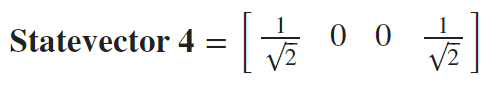 Statevector 4 = [ 1/√2 0 0 1/√2 ]